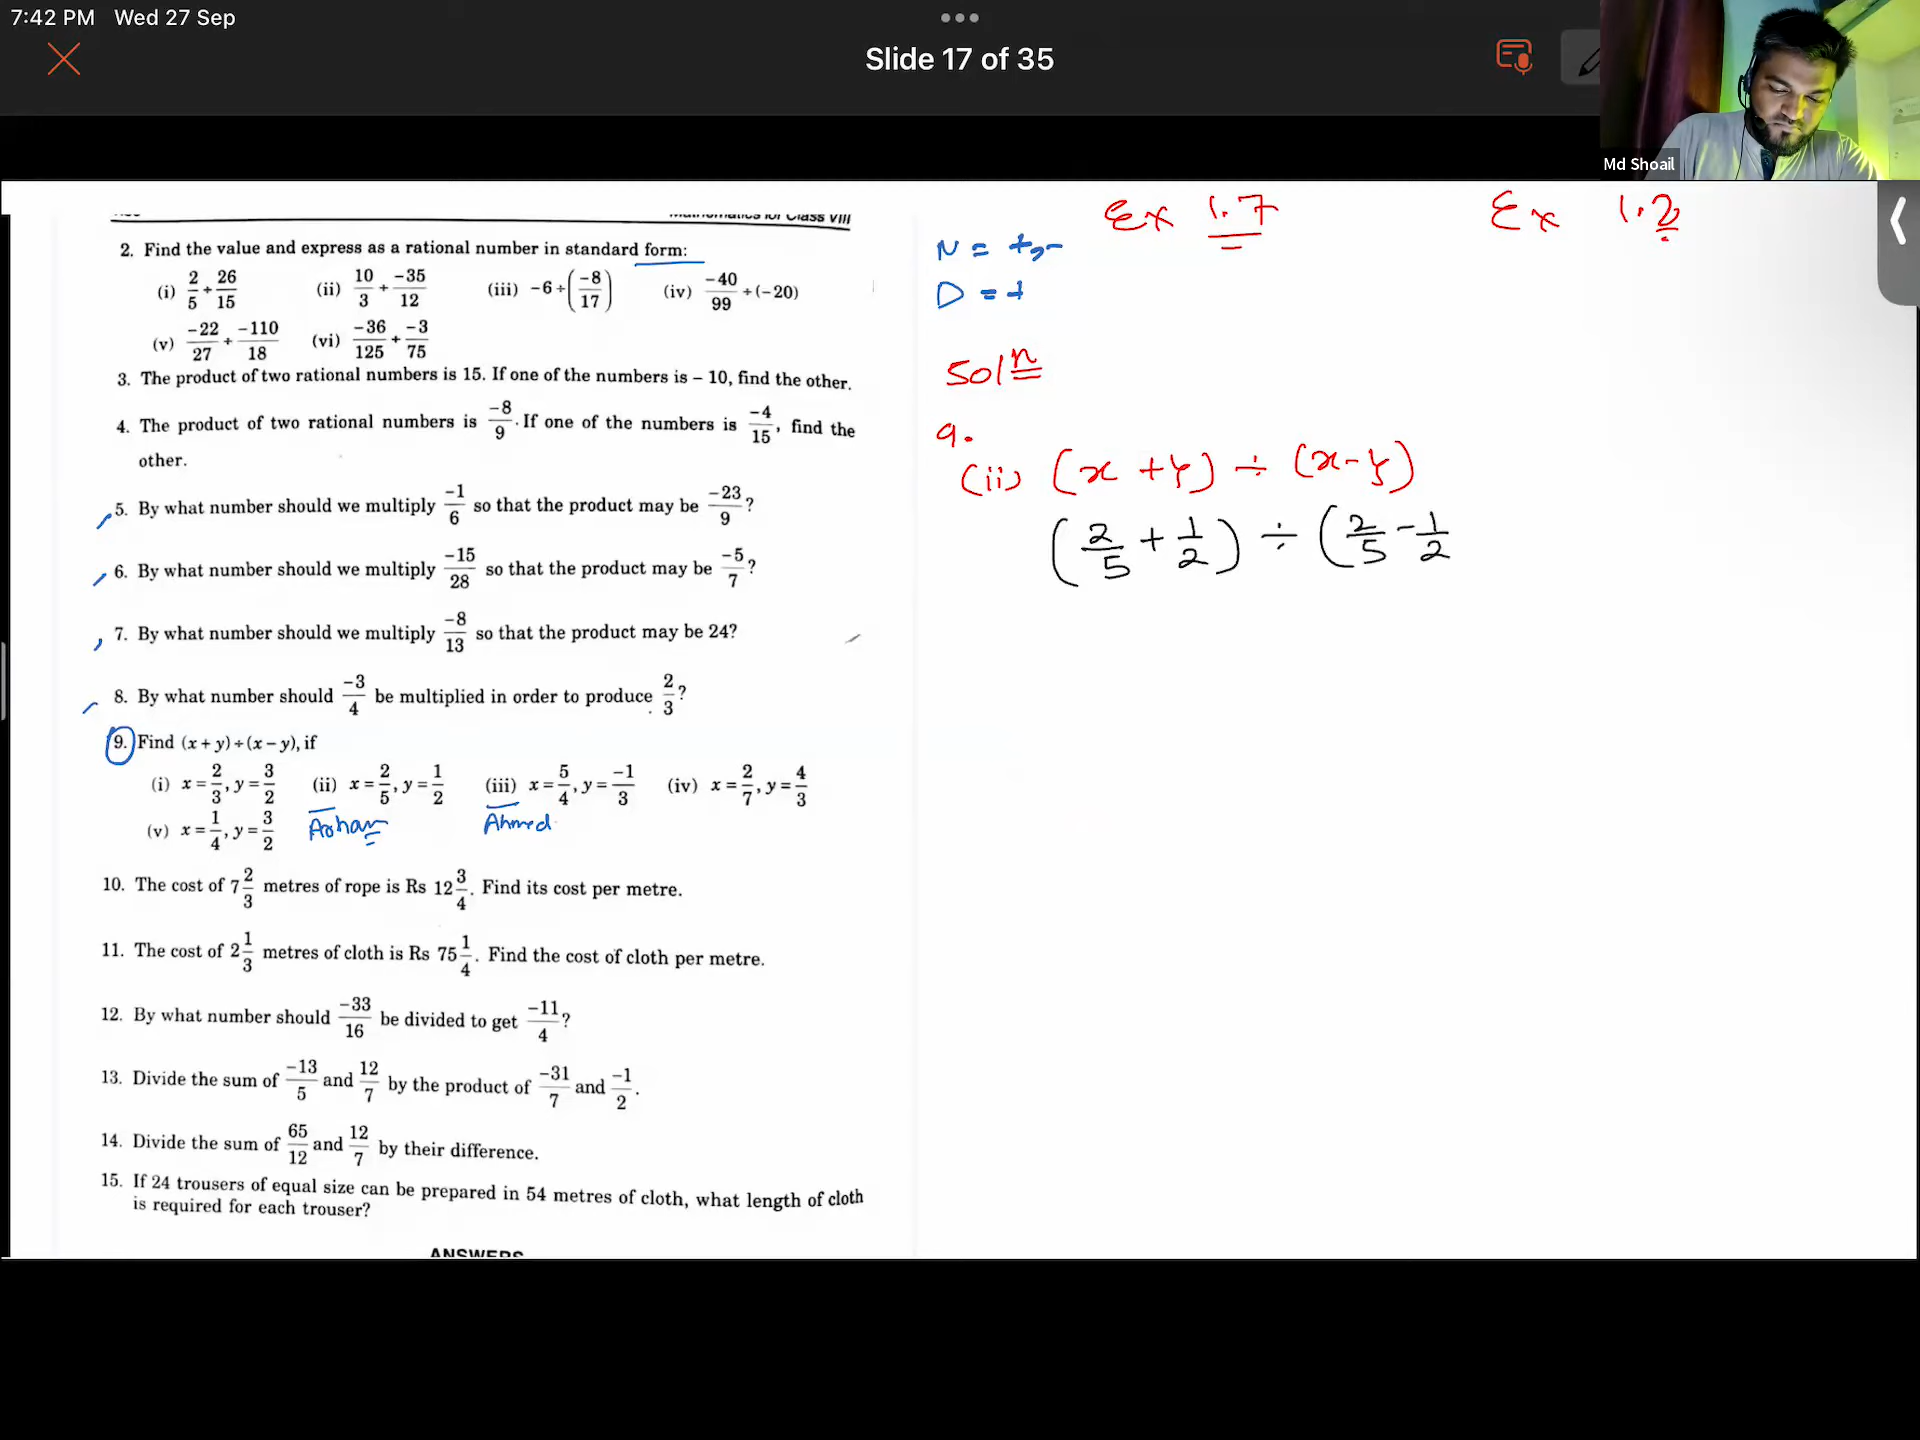 7:42 PM Wed 27 Sep
Slide 17 of 35
Md Shoail
Mathematics for Class VIII
2. Find the value and express as a rational number in standard form:
(i) 2/5 ÷ 26/15 (ii) 10/3 ÷ -35/12 (iii) -6 ÷ (-8/17) (iv) -40/99 ÷ (-20)
(v) -22/27 ÷ -110/18 (vi) -36/125 ÷ -3/75
3. The product of two rational numbers is 15. If one of the numbers is – 10, find the other.
4. The product of two rational numbers is -8/9. If one of the numbers is -4/15, find the
other.
5. By what number should we multiply -1/6 so that the product may be -23/9?
6. By what number should we multiply -15/28 so that the product may be -5/7?
7. By what number should we multiply -8/13 so that the product may be 24?
8. By what number should -3/4 be multiplied in order to produce 2/3?
9. Find (x + y) ÷ (x – y), if
(i) x = 2/3, y = 3/2 (ii) x = 2/5, y = 1/2 (iii) x = 5/4, y = -1/3 (iv) x = 2/7, y = 4/3
(v) x = 1/4, y = 3/2
Arham Ahmed
10. The cost of 7 2/3 metres of rope is Rs 12 3/4. Find its cost per metre.
11. The cost of 2 1/3 metres of cloth is Rs 75 1/4. Find the cost of cloth per metre.
12. By what number should -33/16 be divided to get -11/4?
13. Divide the sum of -13/5 and 12/7 by the product of -31/7 and -1/2.
14. Divide the sum of 65/12 and 12/7 by their difference.
15. If 24 trousers of equal size can be prepared in 54 metres of cloth, what length of cloth
is required for each trouser?
ANSWERS
Ex 1.7 Ex 1.2
N = +,-
D = +
Solⁿ
9.
(ii) (x + y) ÷ (x - y)
(2/5 + 1/2) ÷ (2/5 - 1/2